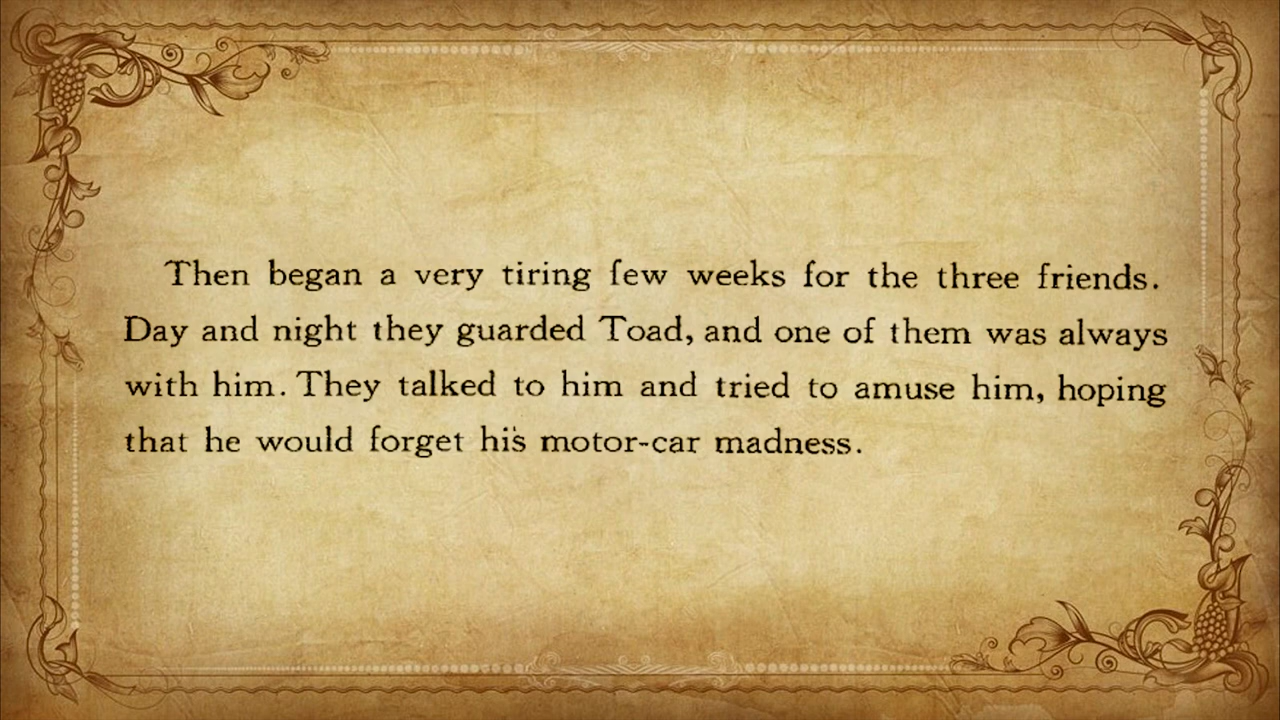 Then began a very tiring few weeks for the three friends.
Day and night they guarded Toad, and one of them was always
with him. They talked to him and tried to amuse him, hoping
that he would forget his motor-car madness.